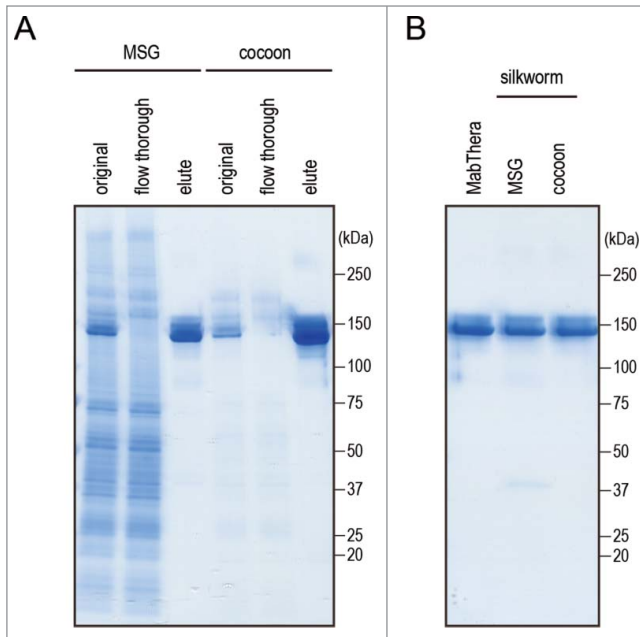 A
MSG cocoon
original flow thorough elute original flow thorough elute
(kDa)
250
150
100
75
50
37
25
20
B
silkworm
MabThera MSG cocoon
(kDa)
250
150
100
75
50
37
25
20